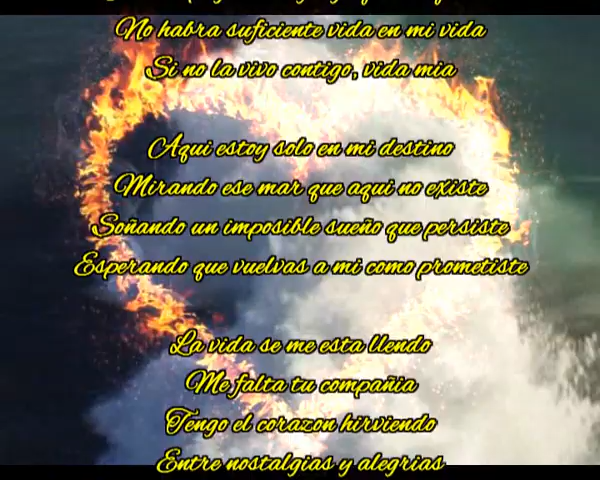 No habra suficiente vida en mi vida
Si no la vivo contigo, vida mia
Aqui estoy solo en mi destino
Mirando ese mar que aqui no existe
Soñando un imposible sueño que persiste
Esperando que vuelvas a mi como prometiste
La vida se me esta llendo
Me falta tu compañia
Tengo el corazon hirviendo
Entre nostalgias y alegrias